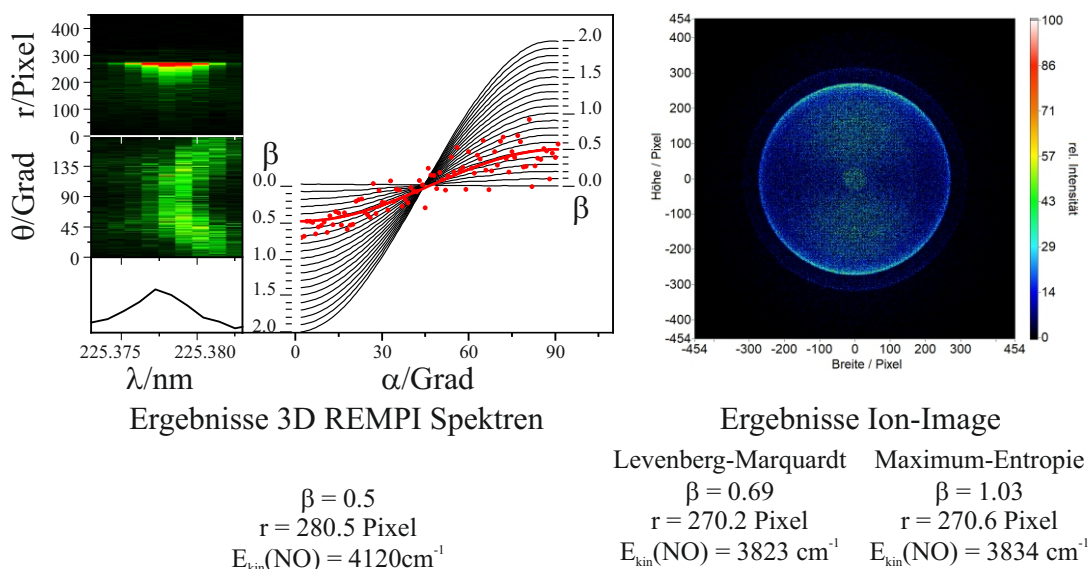 r/Pixel
400
300
200
100
0
θ/Grad
135
90
45
0
225.375
225.380
λ/nm
β
0.0
0.5
1.0
1.5
2.0
2.0
1.5
1.0
0.5
0.0
β
0
30
60
90
α/Grad
454
400
300
200
100
0
-100
-200
-300
-400
-454
Höhe / Pixel
-454
-300
-200
-100
0
100
200
300
454
Breite / Pixel
100
86
71
57
43
29
14
0
rel. Intensität
Ergebnisse 3D REMPI Spektren
Ergebnisse Ion-Image
β = 0.5
r = 280.5 Pixel
E_kin(NO) = 4120cm⁻¹
Levenberg-Marquardt
β = 0.69
r = 270.2 Pixel
E_kin(NO) = 3823 cm⁻¹
Maximum-Entropie
β = 1.03
r = 270.6 Pixel
E_kin(NO) = 3834 cm⁻¹